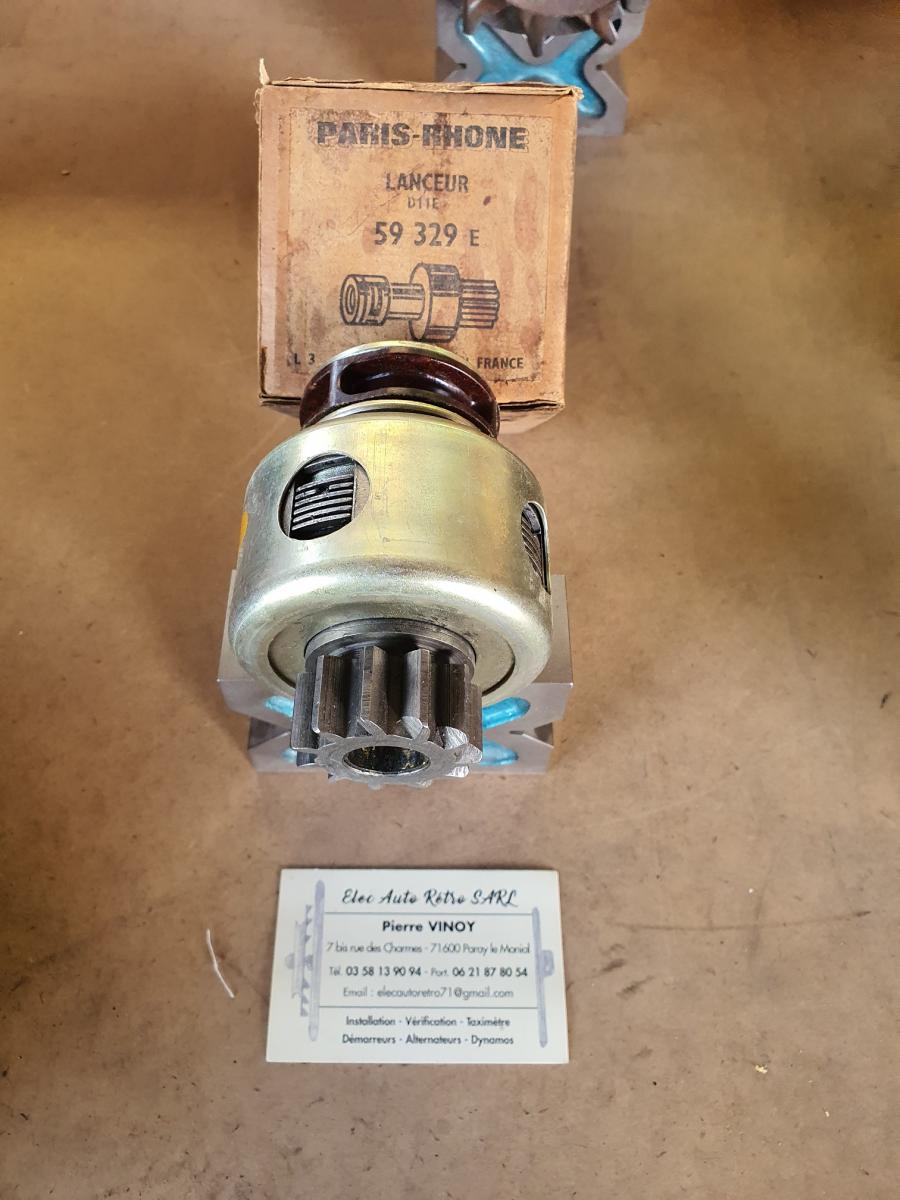 PARIS-RHONE
LANCEUR
D11E
59 329 E
L 3
FRANCE
Elec Auto Rétro SARL
Pierre VINOY
7 bis rue des Charmes - 71600 Paray le Monial
Tél. 03 58 13 90 94 - Port. 06 21 87 80 54
Email : elecautoretro71@gmail.com
Installation - Vérification - Taximètre
Démarreurs - Alternateurs - Dynamos